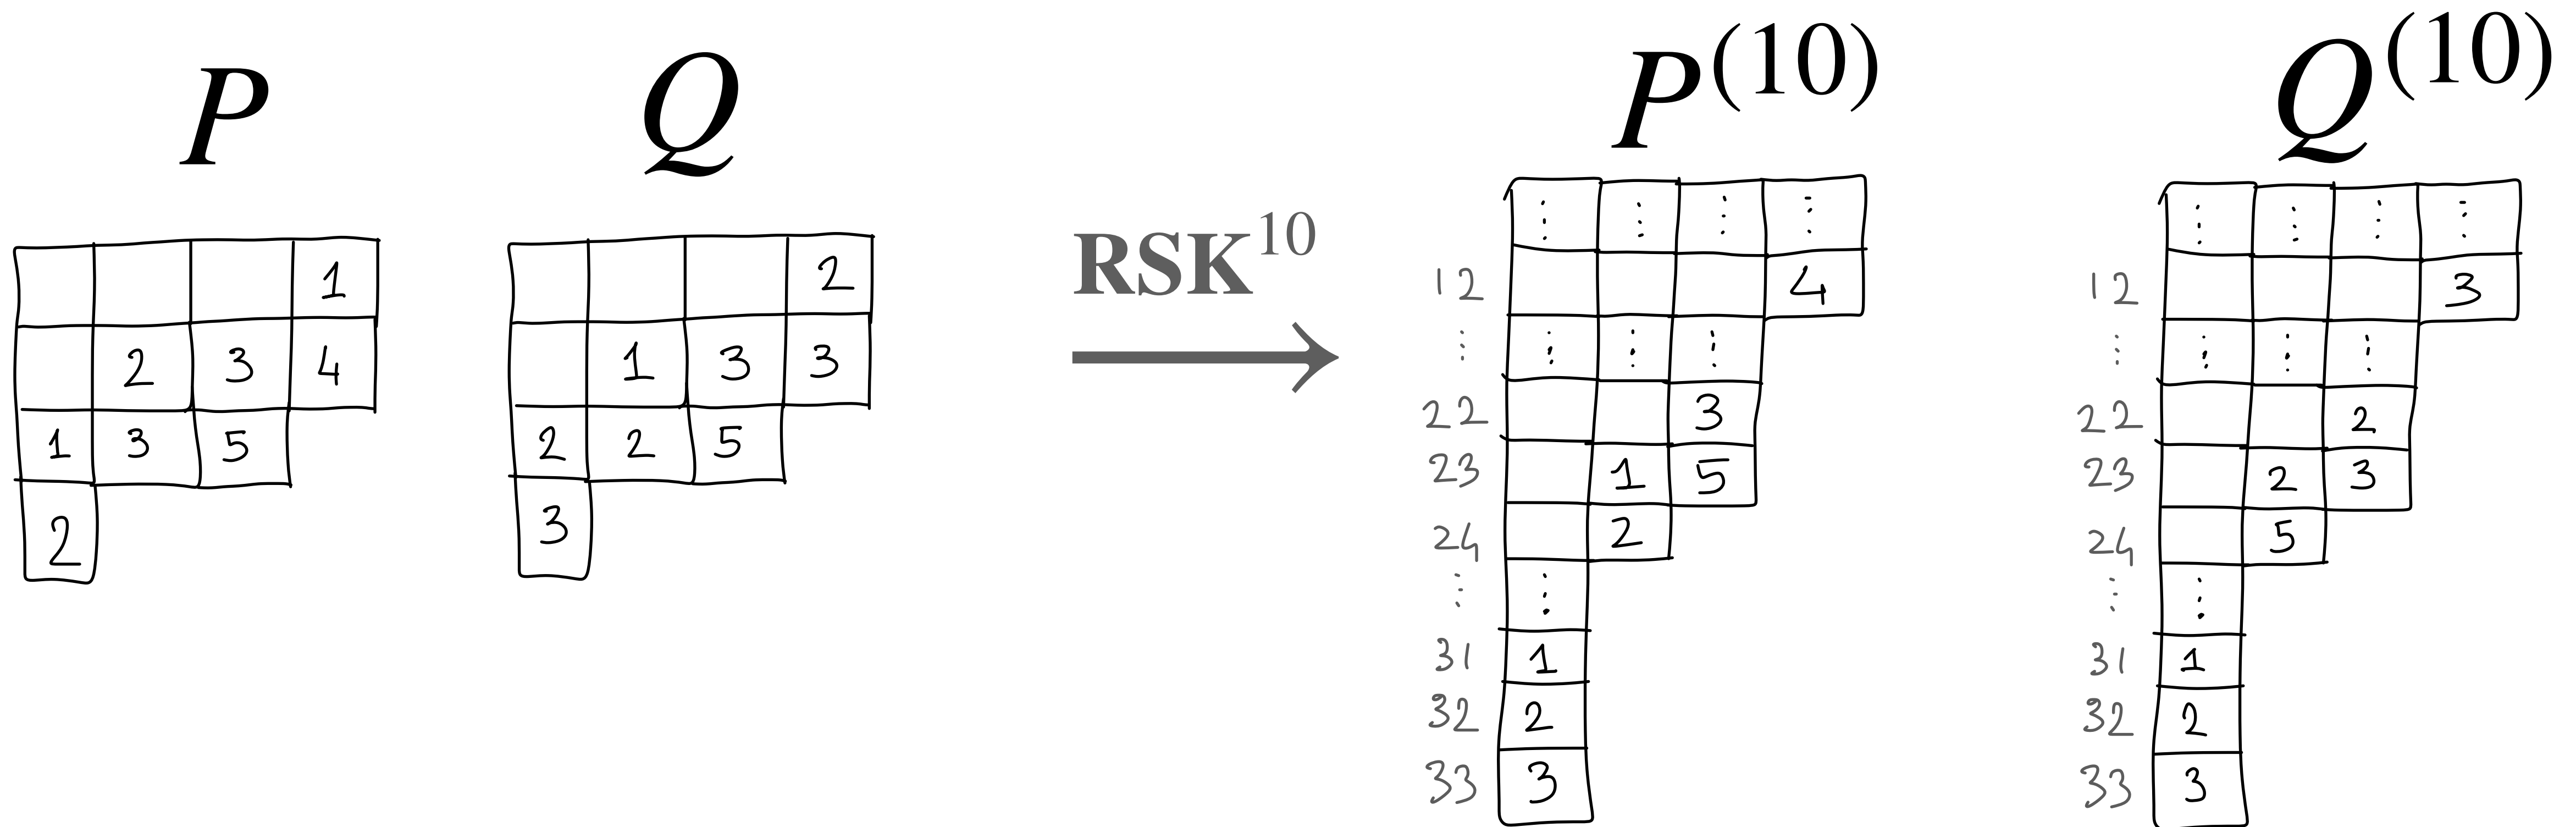 P Q RSK^10 P^(10) Q^(10)
1 2
2 3 4 1 3 3
1 3 5 2 2 5
2 3
⋮ ⋮ ⋮ ⋮ ⋮ ⋮ ⋮ ⋮
12 4 12 3
⋮ ⋮ ⋮ ⋮ ⋮ ⋮ ⋮ ⋮
22 3 22 2
23 1 5 23 2 3
24 2 24 5
⋮ ⋮ ⋮ ⋮
31 1 31 1
32 2 32 2
33 3 33 3